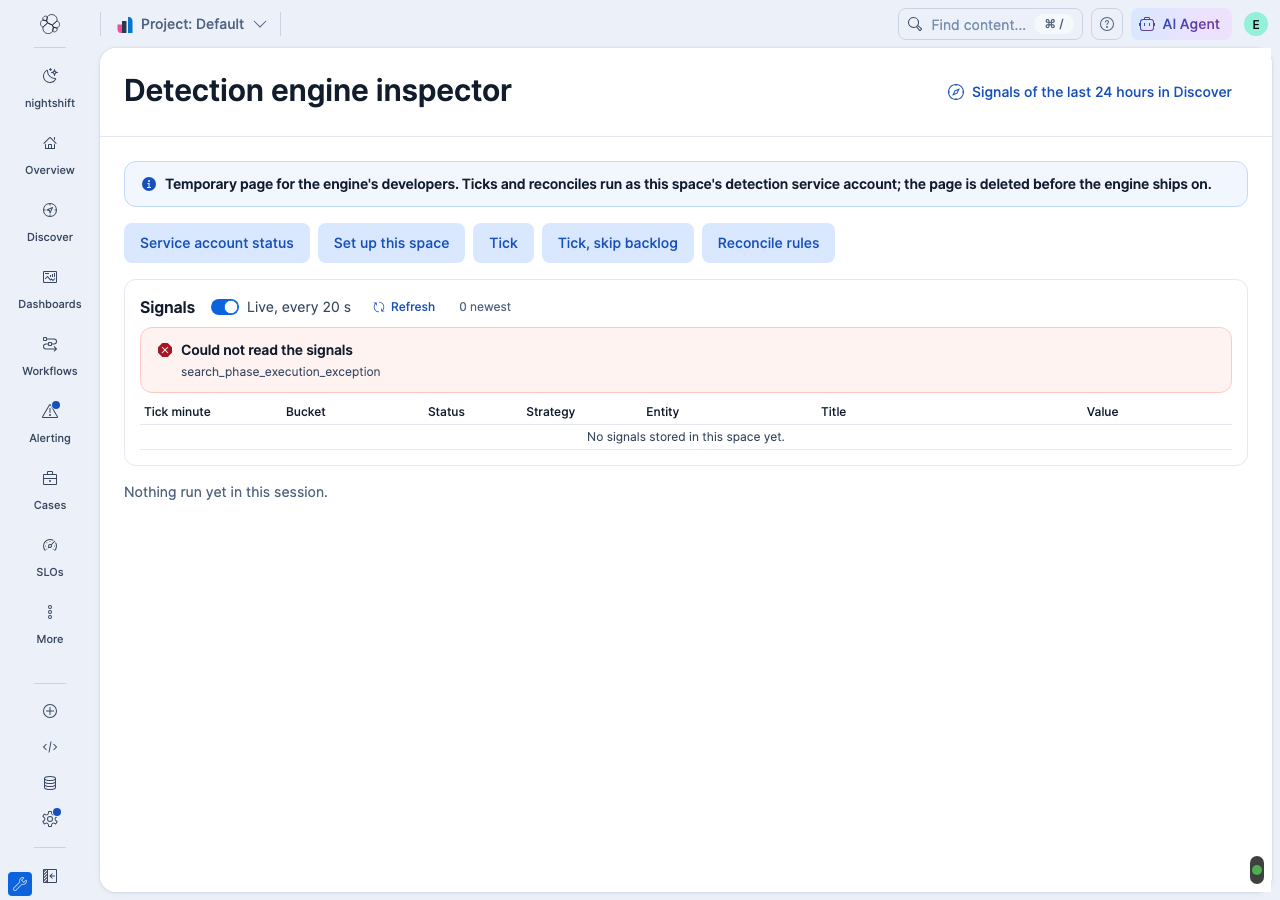 Project: Default
Find content...
⌘ /
AI Agent
E
nightshift
Overview
Discover
Dashboards
Workflows
Alerting
Cases
SLOs
More
Detection engine inspector
Signals of the last 24 hours in Discover
Temporary page for the engine's developers. Ticks and reconciles run as this space's detection service account; the page is deleted before the engine ships on.
Service account status
Set up this space
Tick
Tick, skip backlog
Reconcile rules
Signals
Live, every 20 s
Refresh
0 newest
Could not read the signals
search_phase_execution_exception
Tick minute
Bucket
Status
Strategy
Entity
Title
Value
No signals stored in this space yet.
Nothing run yet in this session.